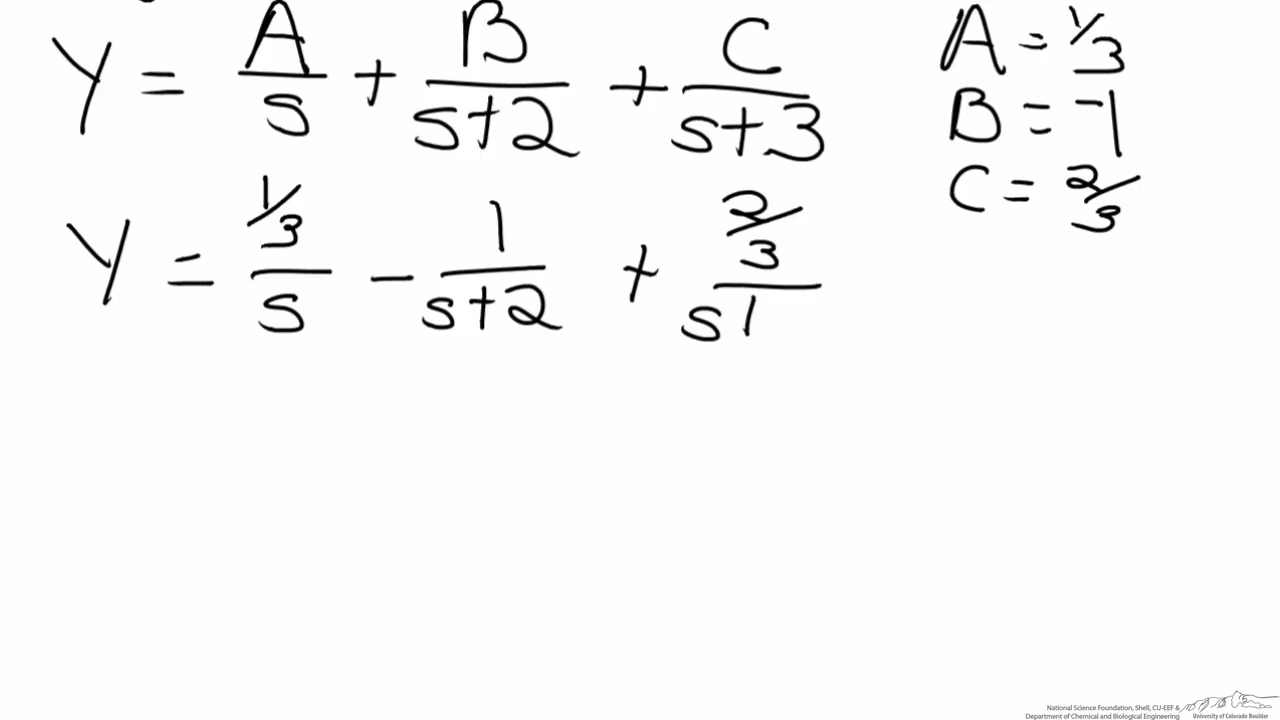 Y = A/s + B/(s+2) + C/(s+3)
A = 1/3
B = -1
C = 2/3
Y = (1/3)/s - 1/(s+2) + (2/3)/s1
National Science Foundation, Shell, CU-EEF &
Department of Chemical and Biological Engineering
University of Colorado Boulder